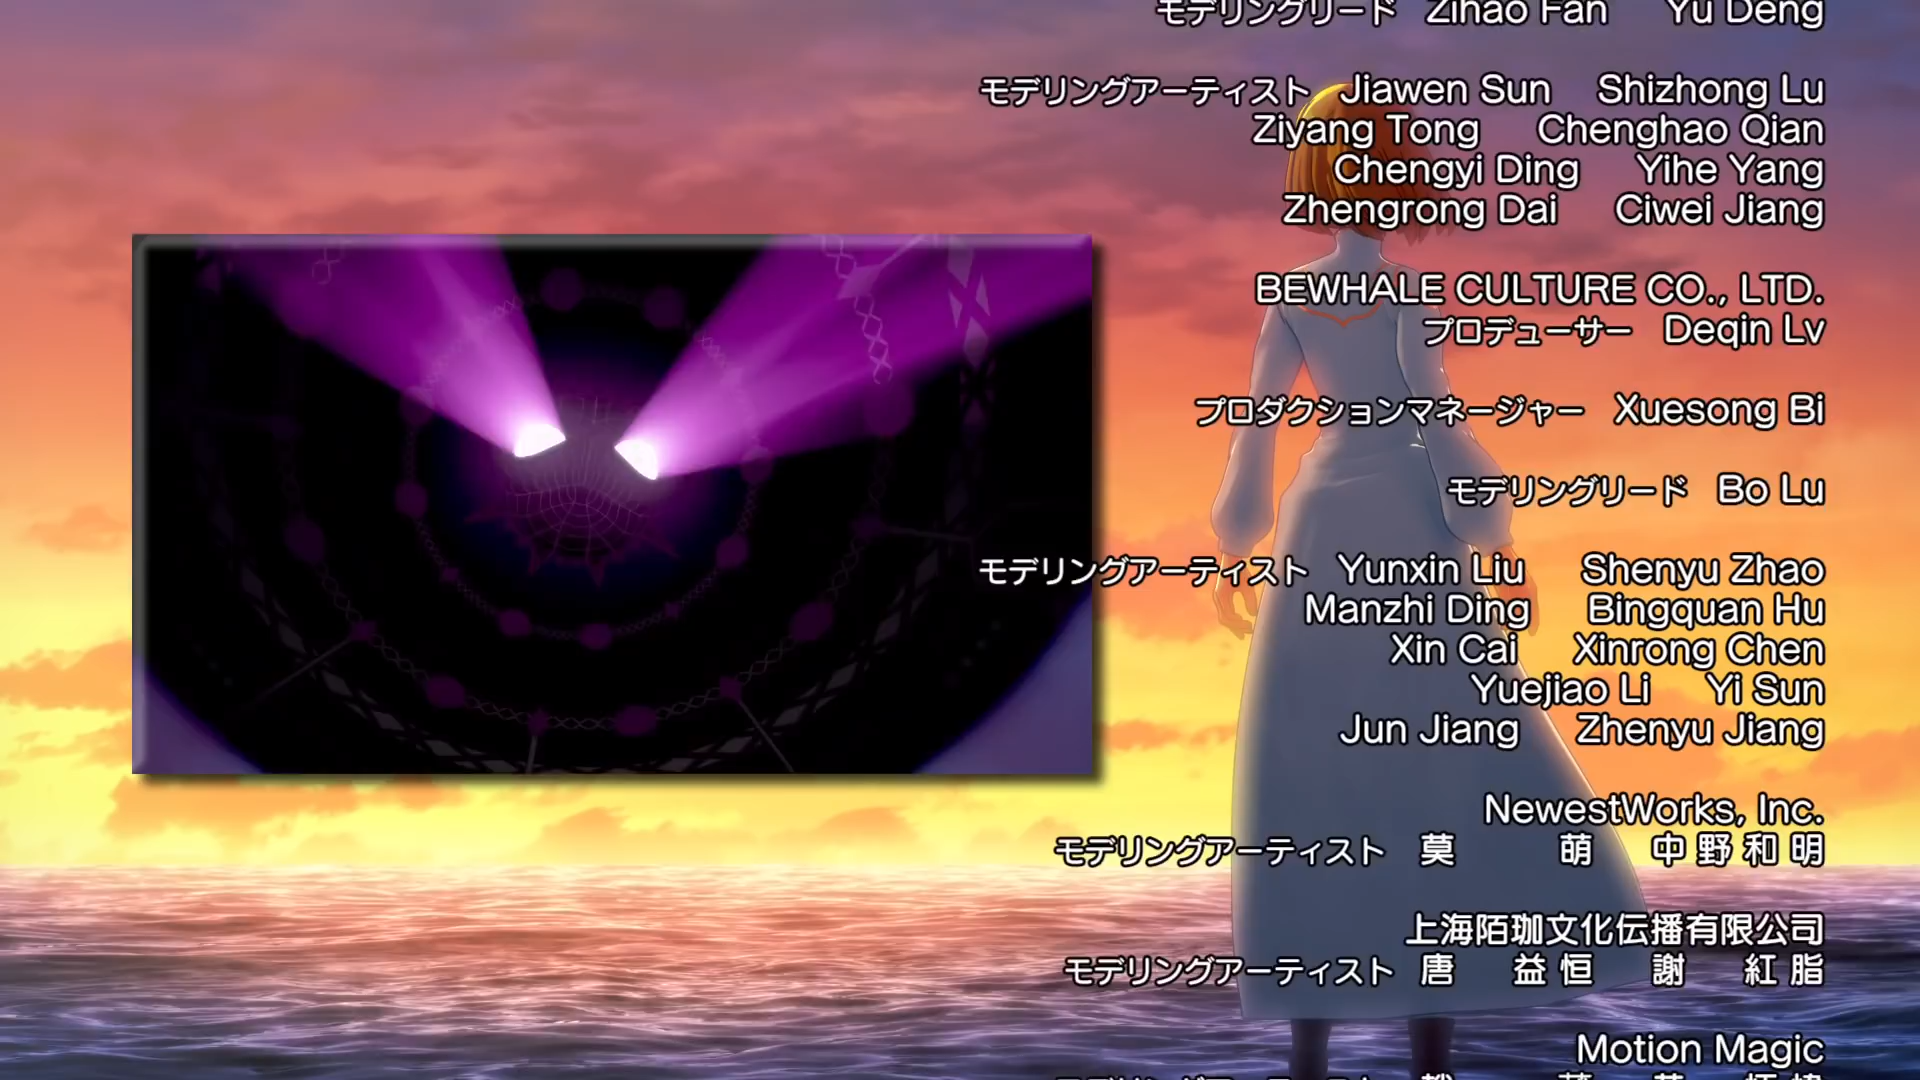 モデリングリード Zihao Fan Yu Deng
モデリングアーティスト Jiawen Sun Shizhong Lu
Ziyang Tong Chenghao Qian
Chengyi Ding Yihe Yang
Zhengrong Dai Ciwei Jiang
BEWHALE CULTURE CO., LTD.
プロデューサー Deqin Lv
プロダクションマネージャー Xuesong Bi
モデリングリード Bo Lu
モデリングアーティスト Yunxin Liu Shenyu Zhao
Manzhi Ding Bingquan Hu
Xin Cai Xinrong Chen
Yuejiao Li Yi Sun
Jun Jiang Zhenyu Jiang
NewestWorks, Inc.
モデリングアーティスト 莫 萌 中野和明
上海陌珈文化伝播有限公司
モデリングアーティスト 唐 益恒 謝 紅脂
Motion Magic